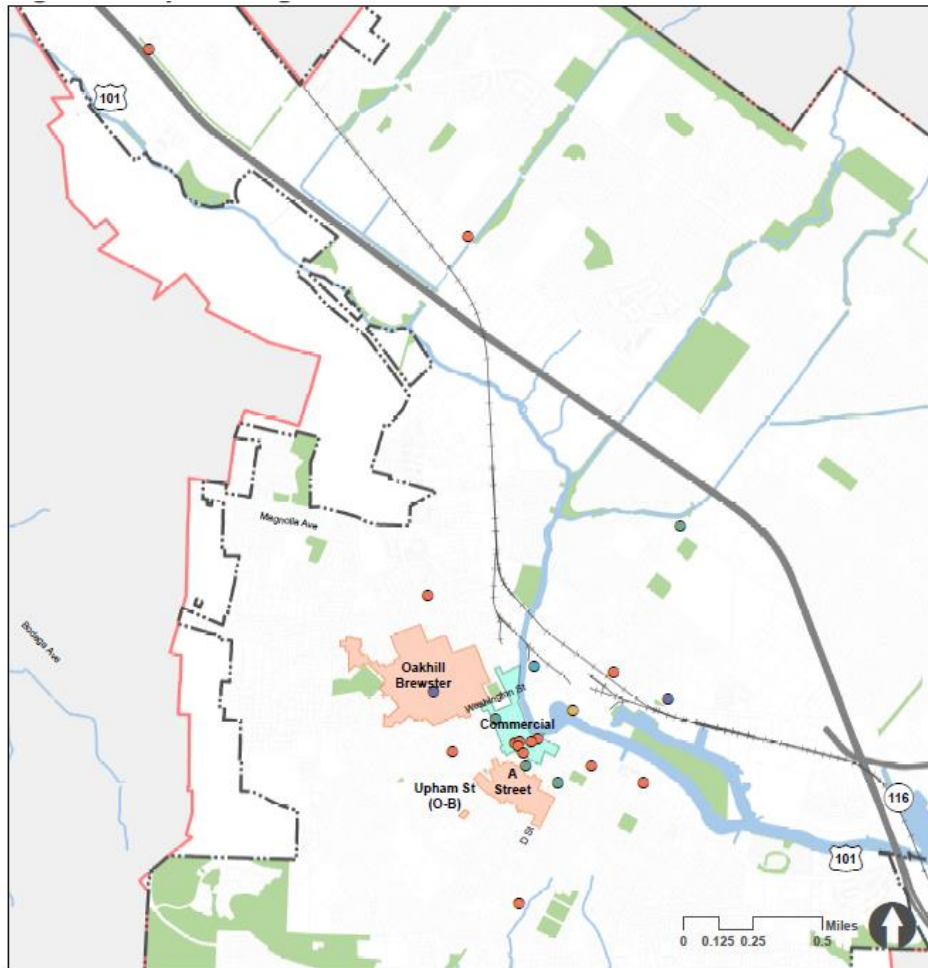 101
Magnolia Ave
Bodega Ave
Oakhill
Brewster
Washington St
Commercial
A
Street
Upham St
(O-B)
D St
116
101
Miles
0 0.125 0.25 0.5